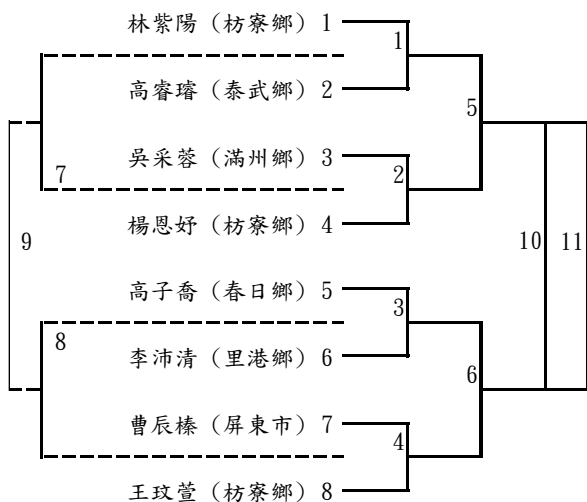 林紫陽（枋寮鄉）1
1
高睿璿（泰武鄉）2
5
吳采蓉（滿州鄉）3
7
2
楊恩妤（枋寮鄉）4
9
10
11
高子喬（春日鄉）5
3
8
李沛清（里港鄉）6
6
曹辰榛（屏東市）7
4
王玟萱（枋寮鄉）8